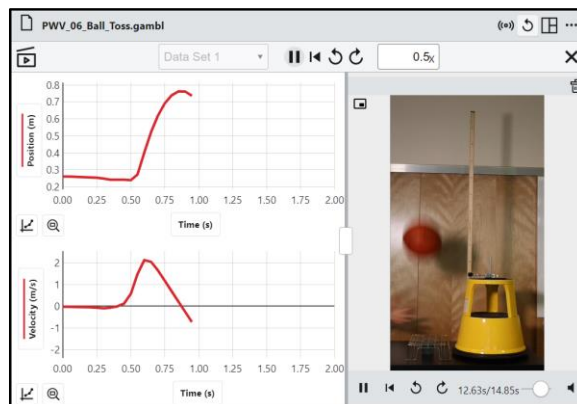 PWV_06_Ball_Toss.gambl
Data Set 1
0.5x
Position (m)
0.8
0.7
0.6
0.5
0.4
0.3
0.2
0.00 0.25 0.50 0.75 1.00 1.25 1.50 1.75 2.00
Time (s)
Velocity (m/s)
2
1
0
-1
-2
0.00 0.25 0.50 0.75 1.00 1.25 1.50 1.75 2.00
Time (s)
12.63s/14.85s